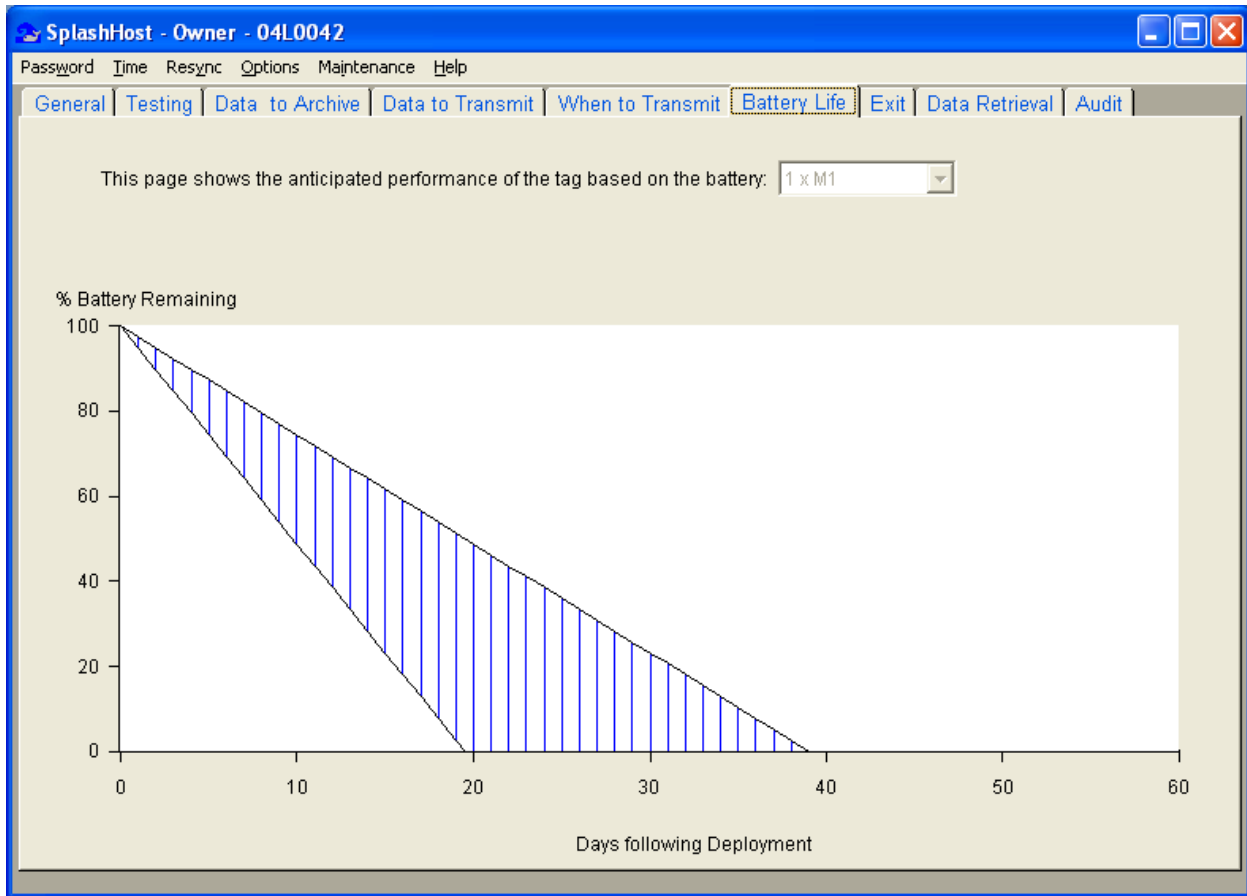 SplashHost - Owner - 04L0042
Password Time Resync Options Maintenance Help
General Testing Data to Archive Data to Transmit When to Transmit Battery Life Exit Data Retrieval Audit
This page shows the anticipated performance of the tag based on the battery: 1 x M1
% Battery Remaining
100
80
60
40
20
0
0 10 20 30 40 50 60
Days following Deployment